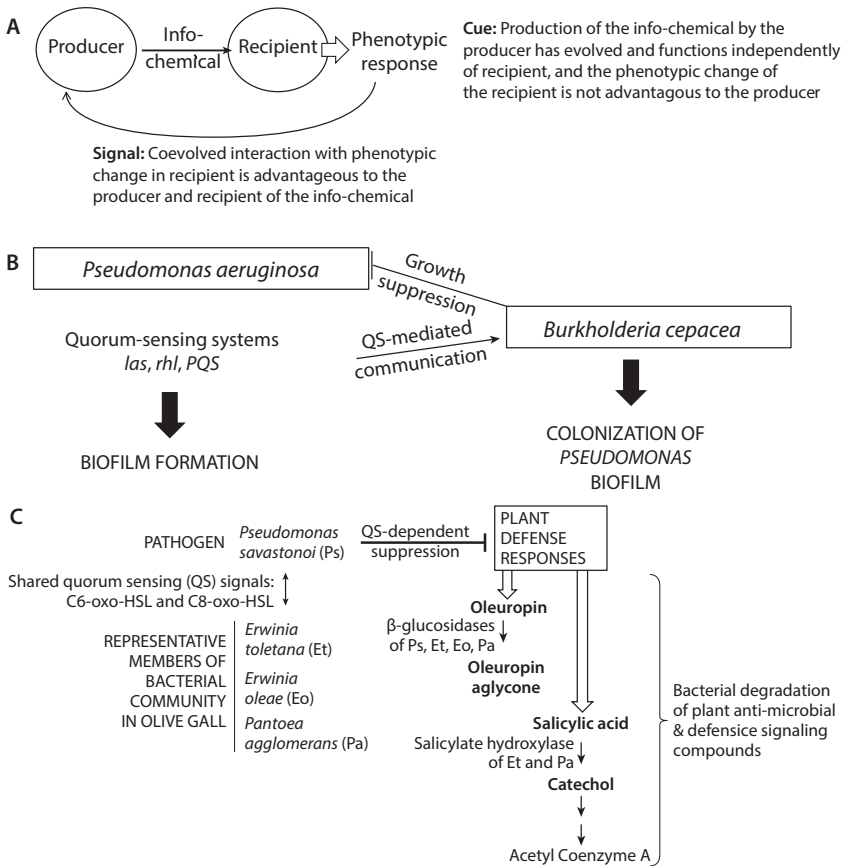 A
Producer
Info-
chemical
Recipient
Phenotypic
response
Cue: Production of the info-chemical by the
producer has evolved and functions independently
of recipient, and the phenotypic change of
the recipient is not advantagous to the producer
Signal: Coevolved interaction with phenotypic
change in recipient is advantageous to the
producer and recipient of the info-chemical
B
Pseudomonas aeruginosa
Growth
suppression
Burkholderia cepacea
Quorum-sensing systems
las, rhl, PQS
QS-mediated
communication
BIOFILM FORMATION
COLONIZATION OF
PSEUDOMONAS
BIOFILM
C
PATHOGEN
Pseudomonas
savastonoi (Ps)
QS-dependent
suppression
PLANT
DEFENSE
RESPONSES
Shared quorum sensing (QS) signals:
C6-oxo-HSL and C8-oxo-HSL
REPRESENTATIVE
MEMBERS OF
BACTERIAL
COMMUNITY
IN OLIVE GALL
Erwinia
toletana (Et)
Erwinia
oleae (Eo)
Pantoea
agglomerans (Pa)
Oleuropin
β-glucosidases
of Ps, Et, Eo, Pa
Oleuropin
aglycone
Salicylic acid
Salicylate hydroxylase
of Et and Pa
Catechol
Acetyl Coenzyme A
Bacterial degradation
of plant anti-microbial
& defensice signaling
compounds